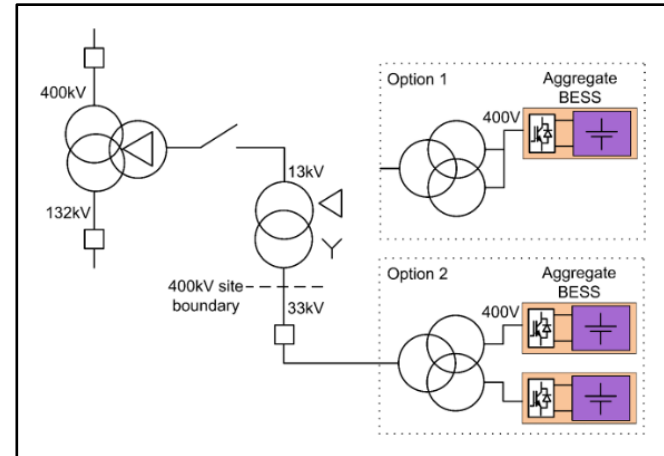 400kV
132kV
13kV
400kV site
boundary
33kV
Option 1
Aggregate
BESS
400V
Option 2
Aggregate
BESS
400V